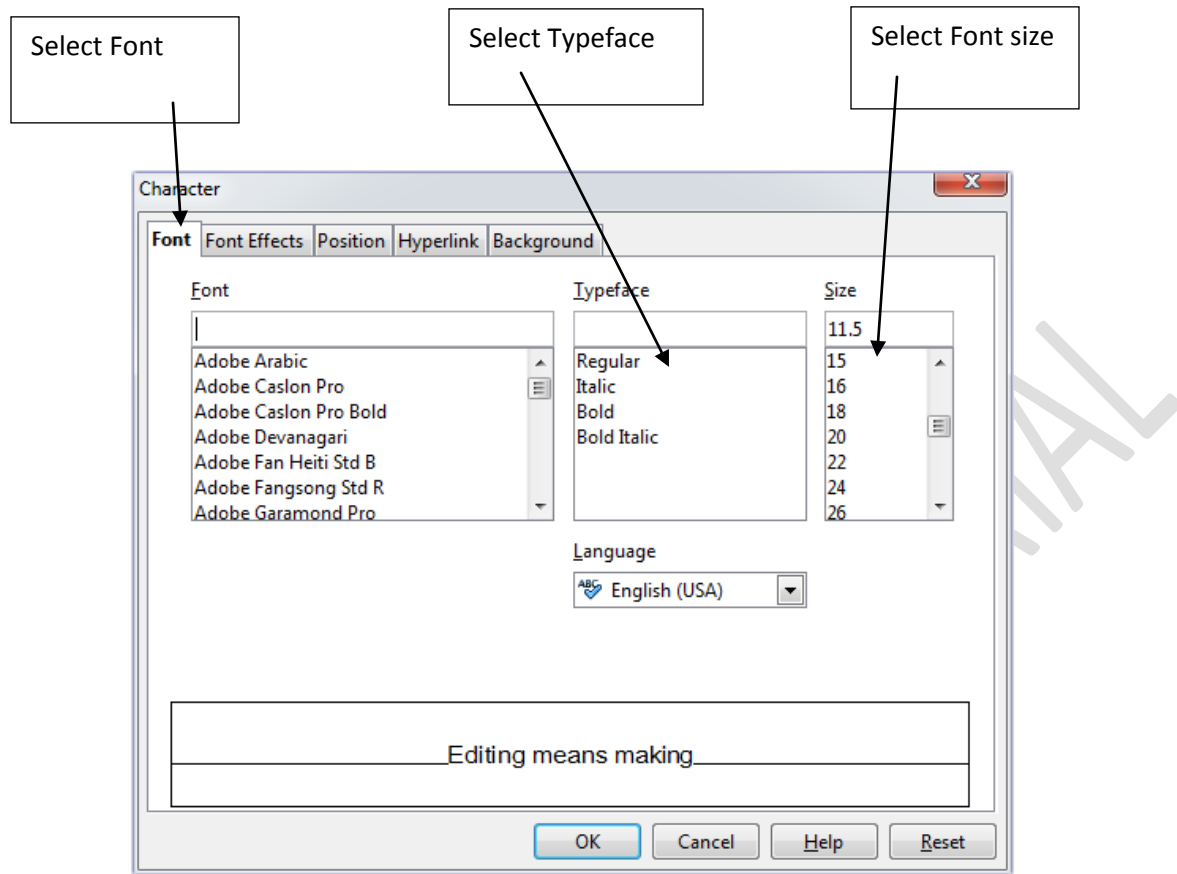 Select Font
Select Typeface
Select Font size
Character
Font Font Effects Position Hyperlink Background
Font Typeface Size
11.5
Adobe Arabic Regular 15
Adobe Caslon Pro Italic 16
Adobe Caslon Pro Bold Bold 18
Adobe Devanagari Bold Italic 20
Adobe Fan Heiti Std B 22
Adobe Fangsong Std R 24
Adobe Garamond Pro 26
Language
ABC English (USA)
Editing means making
OK Cancel Help Reset